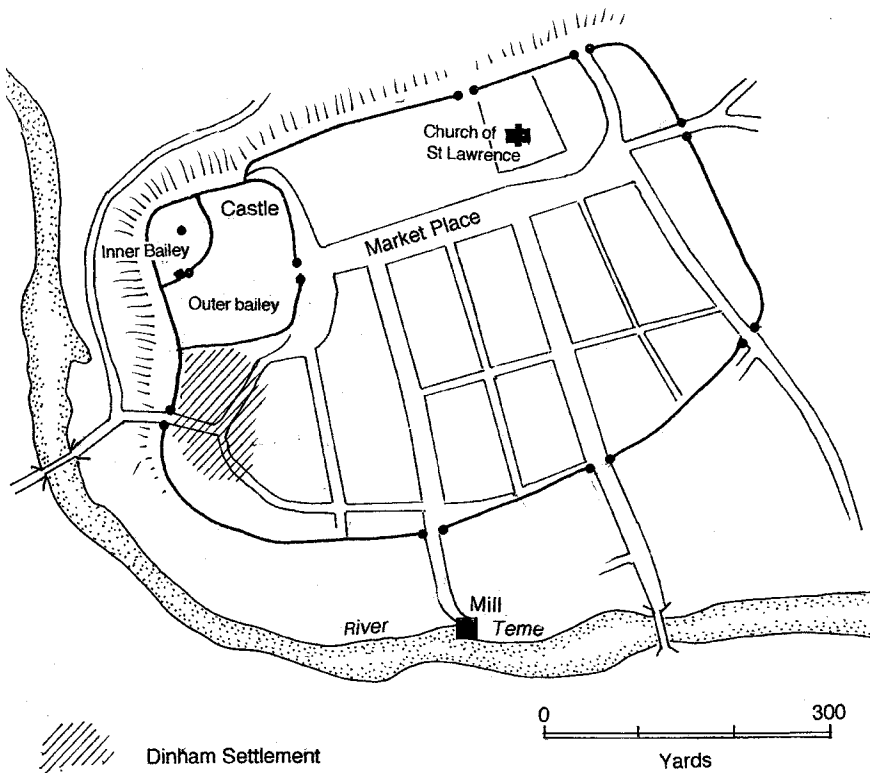 Church of
St Lawrence
Castle
Market Place
Inner Bailey
Outer bailey
Mill
River Teme
0 300
Yards
Dinham Settlement